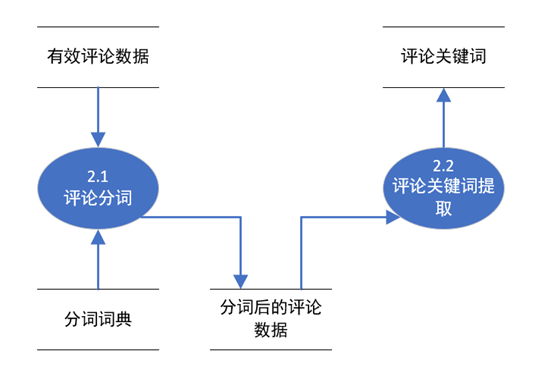 有效评论数据
评论关键词
2.1
评论分词
2.2
评论关键词提
取
分词词典
分词后的评论
数据